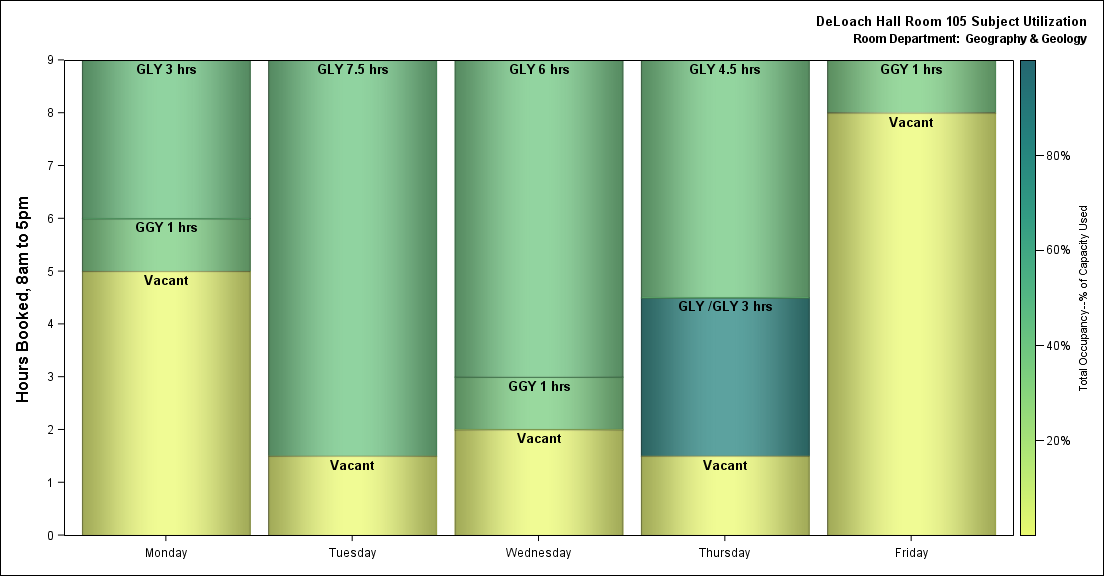 DeLoach Hall Room 105 Subject Utilization
Room Department: Geography & Geology
Hours Booked, 8am to 5pm
9
8
7
6
5
4
3
2
1
0
GLY 3 hrs
GGY 1 hrs
Vacant
GLY 7.5 hrs
Vacant
GLY 6 hrs
GGY 1 hrs
Vacant
GLY 4.5 hrs
GLY /GLY 3 hrs
Vacant
GGY 1 hrs
Vacant
Monday
Tuesday
Wednesday
Thursday
Friday
80%
60%
40%
20%
Total Occupancy--% of Capacity Used